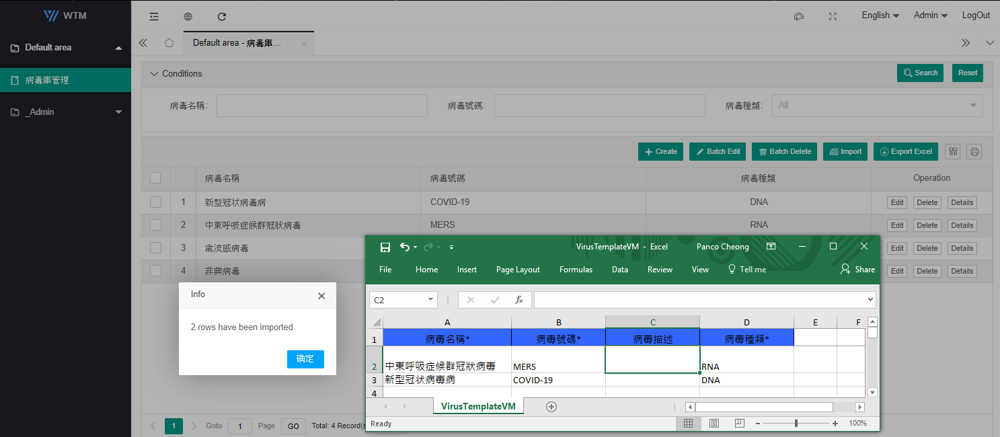 WTM
English
Admin
LogOut
Default area
Default area - 病毒庫...
病毒庫管理
_Admin
Conditions
Search
Reset
病毒名稱:
病毒號碼:
病毒種類:
All
Create
Batch Edit
Batch Delete
Import
Export Excel
病毒名稱
病毒號碼
病毒種類
Operation
1
新型冠状病毒病
COVID-19
DNA
Edit
Delete
Details
2
中東呼吸症候群冠狀病毒
MERS
RNA
Edit
Delete
Details
3
禽流感病毒
Edit
Delete
Details
4
非典病毒
Edit
Delete
Details
Info
2 rows have been imported
确定
VirusTemplateVM - Excel
Panco Cheong
File
Home
Insert
Page Layout
Formulas
Data
Review
View
Tell me
Share
C2
fx
A
B
C
D
E
F
1
病毒名稱*
病毒號碼*
病毒描述
病毒種類*
2
中東呼吸症候群冠狀病毒
MERS
RNA
3
新型冠状病毒病
COVID-19
DNA
4
VirusTemplateVM
Ready
100%
1
Goto
1
Page
GO
Total: 4 Record(s